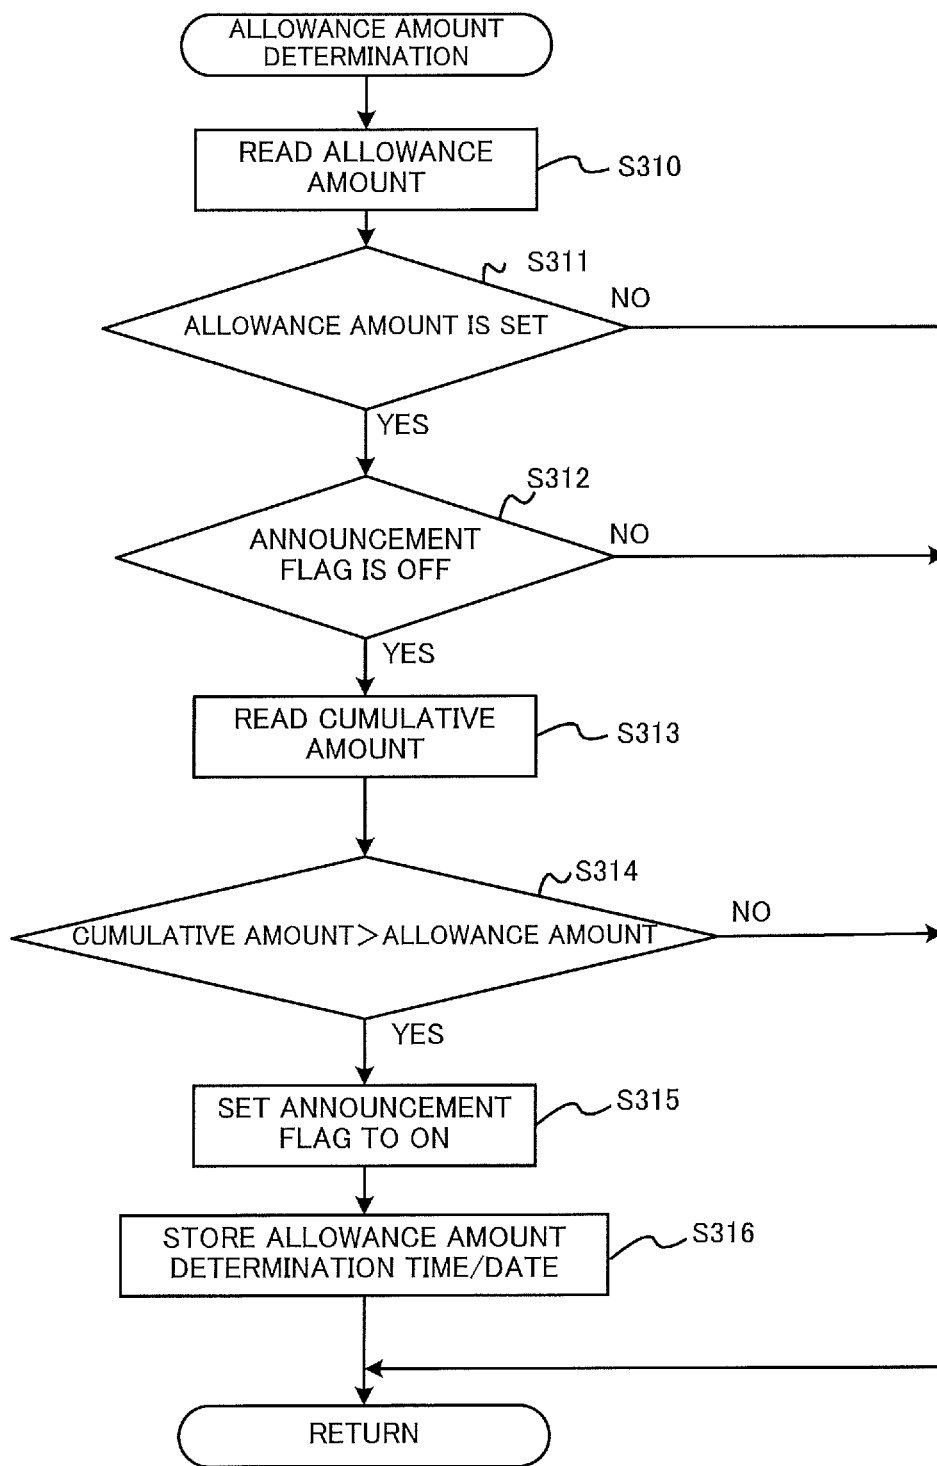 ALLOWANCE AMOUNT
DETERMINATION
READ ALLOWANCE
AMOUNT
S310
S311
ALLOWANCE AMOUNT IS SET
NO
YES
S312
ANNOUNCEMENT
FLAG IS OFF
NO
YES
READ CUMULATIVE
AMOUNT
S313
S314
CUMULATIVE AMOUNT>ALLOWANCE AMOUNT
NO
YES
SET ANNOUNCEMENT
FLAG TO ON
S315
STORE ALLOWANCE AMOUNT
DETERMINATION TIME/DATE
S316
RETURN